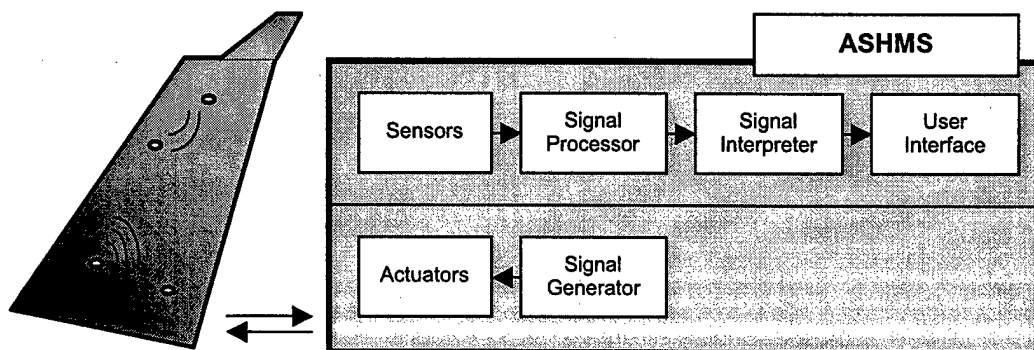 ASHMS
Sensors
Signal
Processor
Signal
Interpreter
User
Interface
Actuators
Signal
Generator